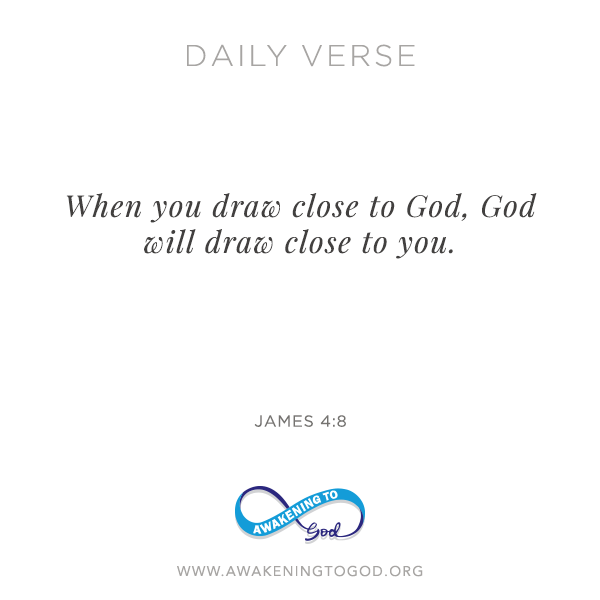 DAILY VERSE
When you draw close to God, God
will draw close to you.
JAMES 4:8
AWAKENING TO
God
WWW.AWAKENINGTOGOD.ORG